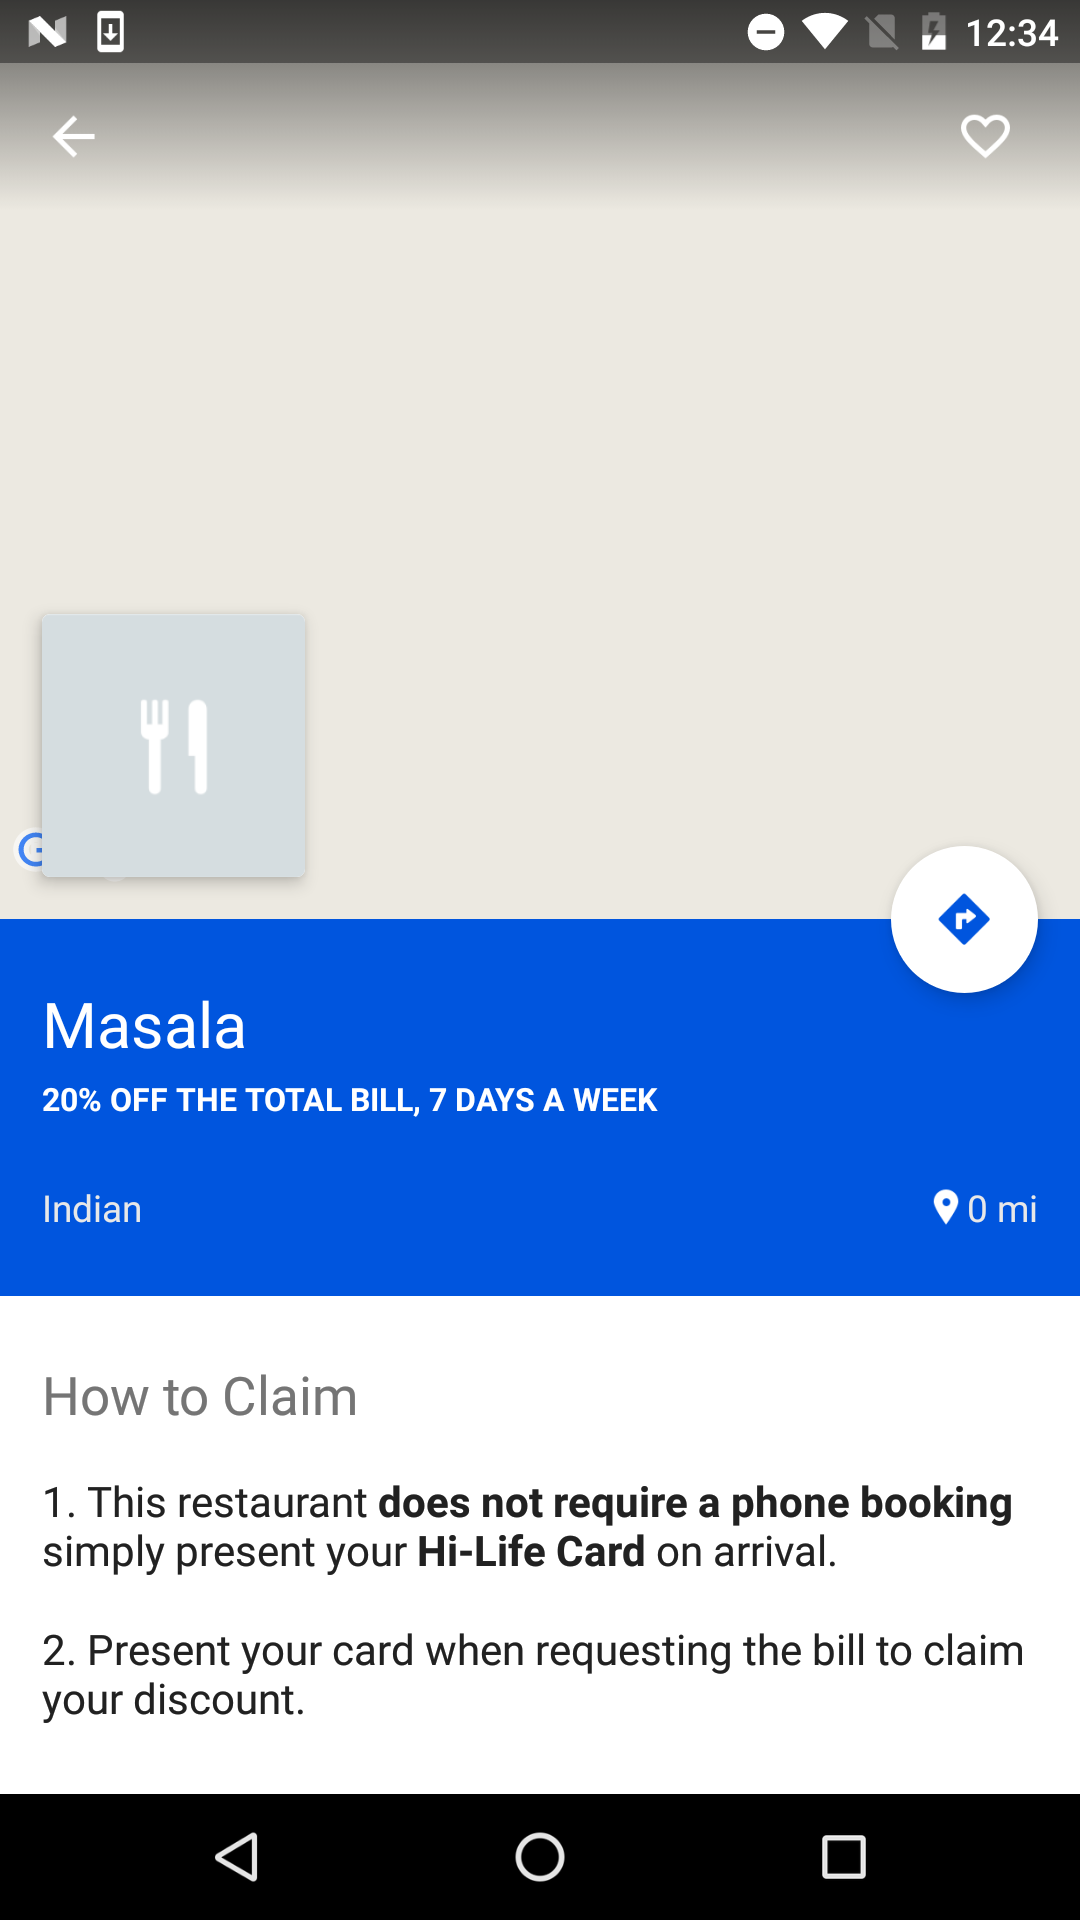 12:34
Masala
20% OFF THE TOTAL BILL, 7 DAYS A WEEK
Indian
0 mi
How to Claim
1. This restaurant does not require a phone booking
simply present your Hi-Life Card on arrival.
2. Present your card when requesting the bill to claim
your discount.